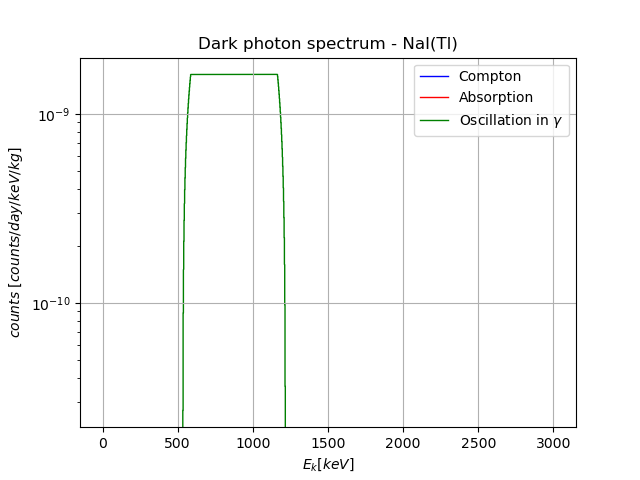 Dark photon spectrum - NaI(Tl)
Compton
Absorption
Oscillation in γ
counts [counts/day/keV/kg]
10⁻⁹
10⁻¹⁰
0 500 1000 1500 2000 2500 3000
E_k[keV]